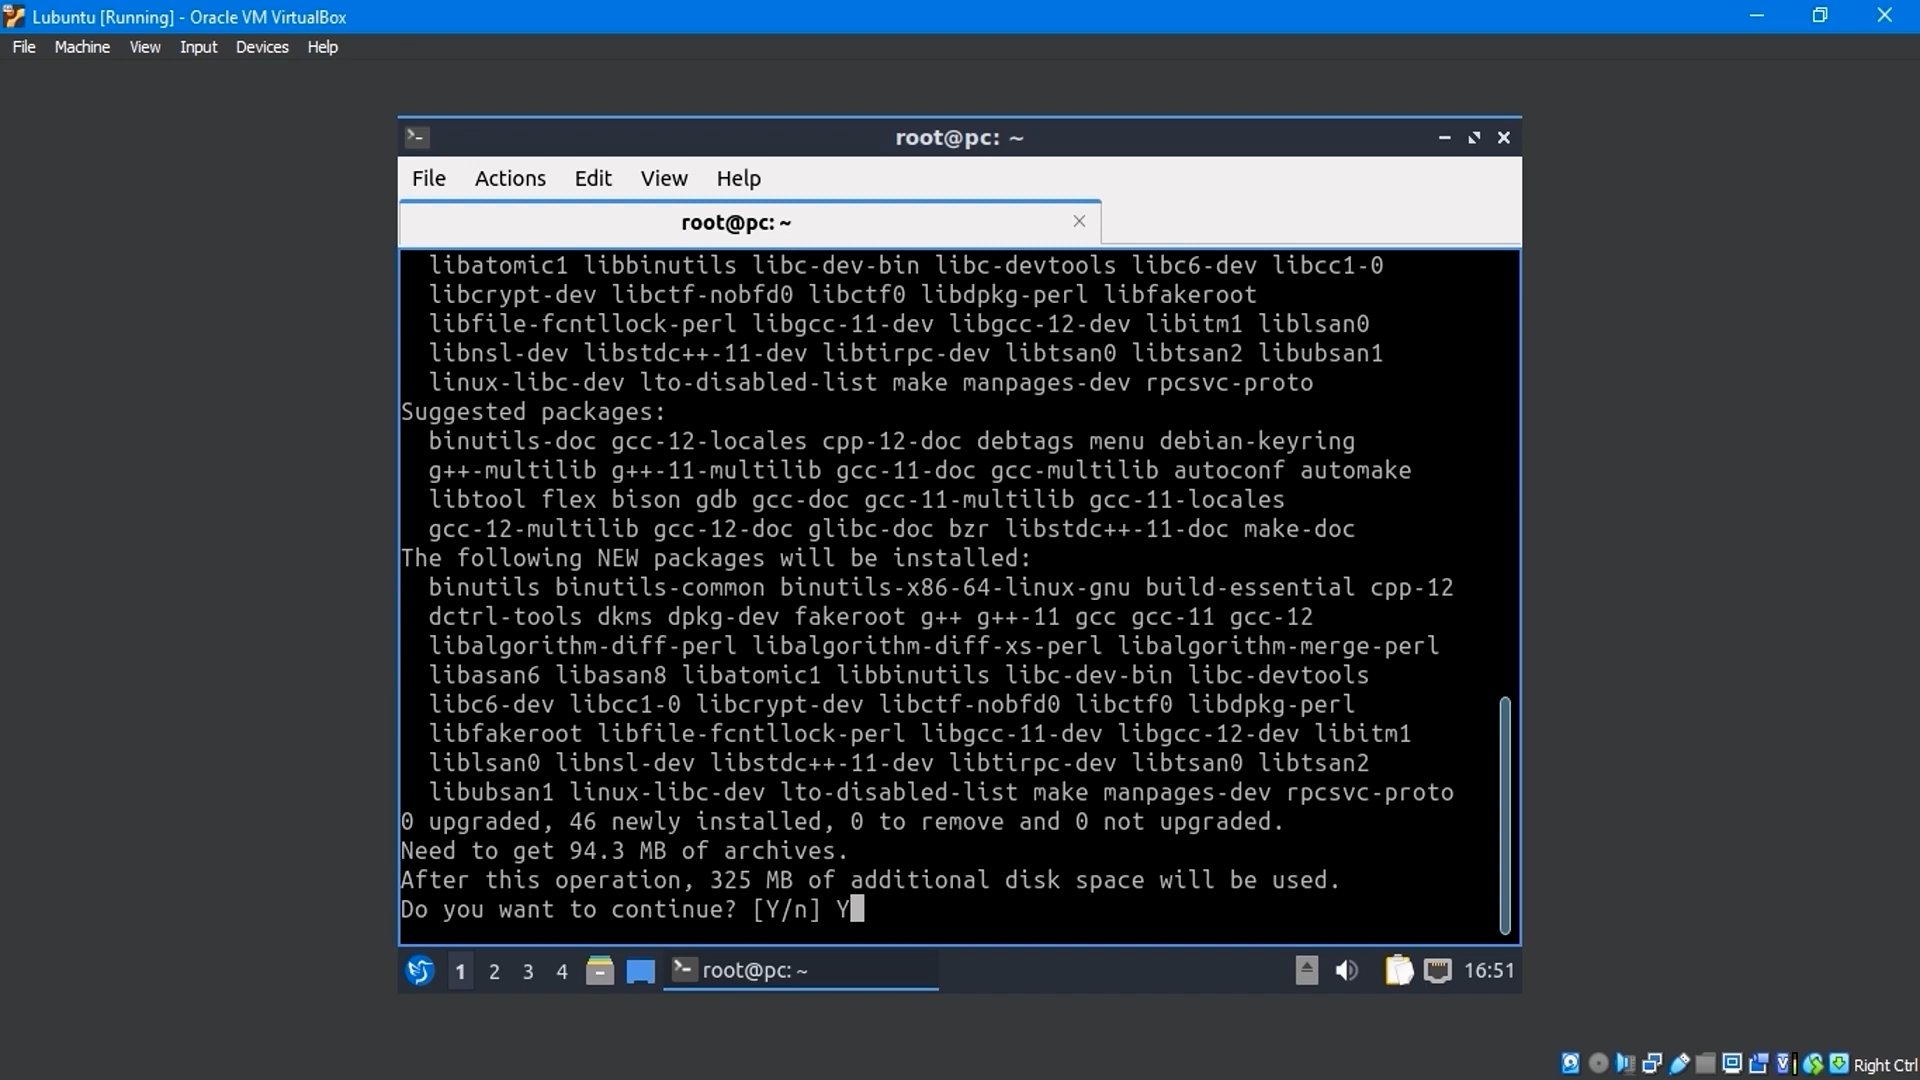 Lubuntu [Running] - Oracle VM VirtualBox
File Machine View Input Devices Help
root@pc: ~
File Actions Edit View Help
root@pc: ~
libatomic1 libbinutils libc-dev-bin libc-devtools libc6-dev libcc1-0
libcrypt-dev libctf-nobfd0 libctf0 libdpkg-perl libfakeroot
libfile-fcntllock-perl libgcc-11-dev libgcc-12-dev libitm1 liblsan0
libnsl-dev libstdc++-11-dev libtirpc-dev libtsan0 libtsan2 libubsan1
linux-libc-dev lto-disabled-list make manpages-dev rpcsvc-proto
Suggested packages:
binutils-doc gcc-12-locales cpp-12-doc debtags menu debian-keyring
g++-multilib g++-11-multilib gcc-11-doc gcc-multilib autoconf automake
libtool flex bison gdb gcc-doc gcc-11-multilib gcc-11-locales
gcc-12-multilib gcc-12-doc glibc-doc bzr libstdc++-11-doc make-doc
The following NEW packages will be installed:
binutils binutils-common binutils-x86-64-linux-gnu build-essential cpp-12
dctrl-tools dkms dpkg-dev fakeroot g++ g++-11 gcc gcc-11 gcc-12
libalgorithm-diff-perl libalgorithm-diff-xs-perl libalgorithm-merge-perl
libasan6 libasan8 libatomic1 libbinutils libc-dev-bin libc-devtools
libc6-dev libcc1-0 libcrypt-dev libctf-nobfd0 libctf0 libdpkg-perl
libfakeroot libfile-fcntllock-perl libgcc-11-dev libgcc-12-dev libitm1
liblsan0 libnsl-dev libstdc++-11-dev libtirpc-dev libtsan0 libtsan2
libubsan1 linux-libc-dev lto-disabled-list make manpages-dev rpcsvc-proto
0 upgraded, 46 newly installed, 0 to remove and 0 not upgraded.
Need to get 94.3 MB of archives.
After this operation, 325 MB of additional disk space will be used.
Do you want to continue? [Y/n] Y
1 2 3 4 root@pc: ~ 16:51
Right Ctrl